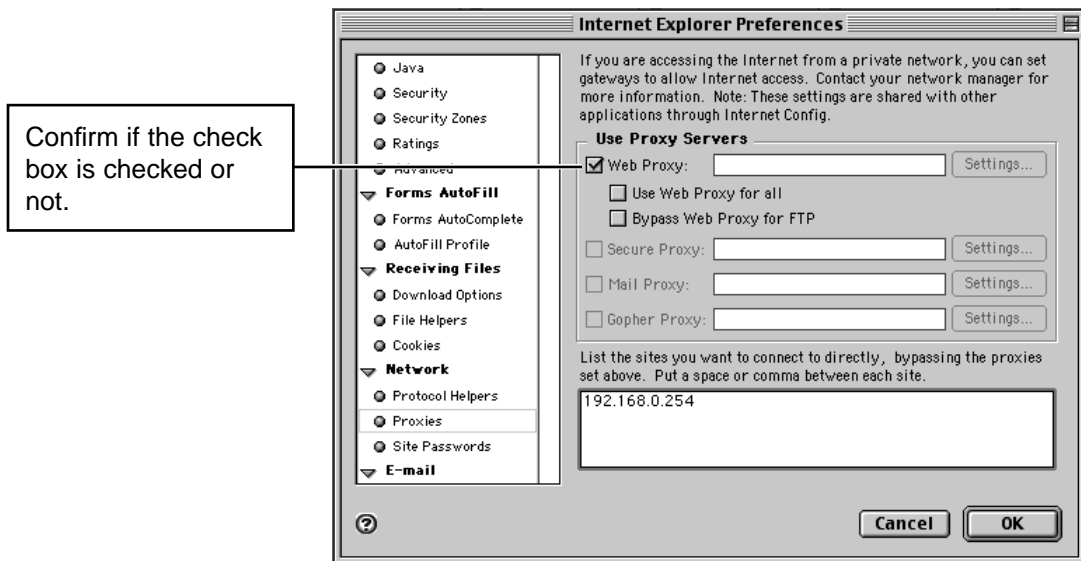 Internet Explorer Preferences
Confirm if the check
box is checked or
not.
Java
Security
Security Zones
Ratings
Advanced
Forms AutoFill
Forms AutoComplete
AutoFill Profile
Receiving Files
Download Options
File Helpers
Cookies
Network
Protocol Helpers
Proxies
Site Passwords
E-mail
If you are accessing the Internet from a private network, you can set
gateways to allow Internet access. Contact your network manager for
more information. Note: These settings are shared with other
applications through Internet Config.
Use Proxy Servers
Web Proxy: Settings...
Use Web Proxy for all
Bypass Web Proxy for FTP
Secure Proxy: Settings...
Mail Proxy: Settings...
Gopher Proxy: Settings...
List the sites you want to connect to directly, bypassing the proxies
set above. Put a space or comma between each site.
192.168.0.254
?
Cancel OK